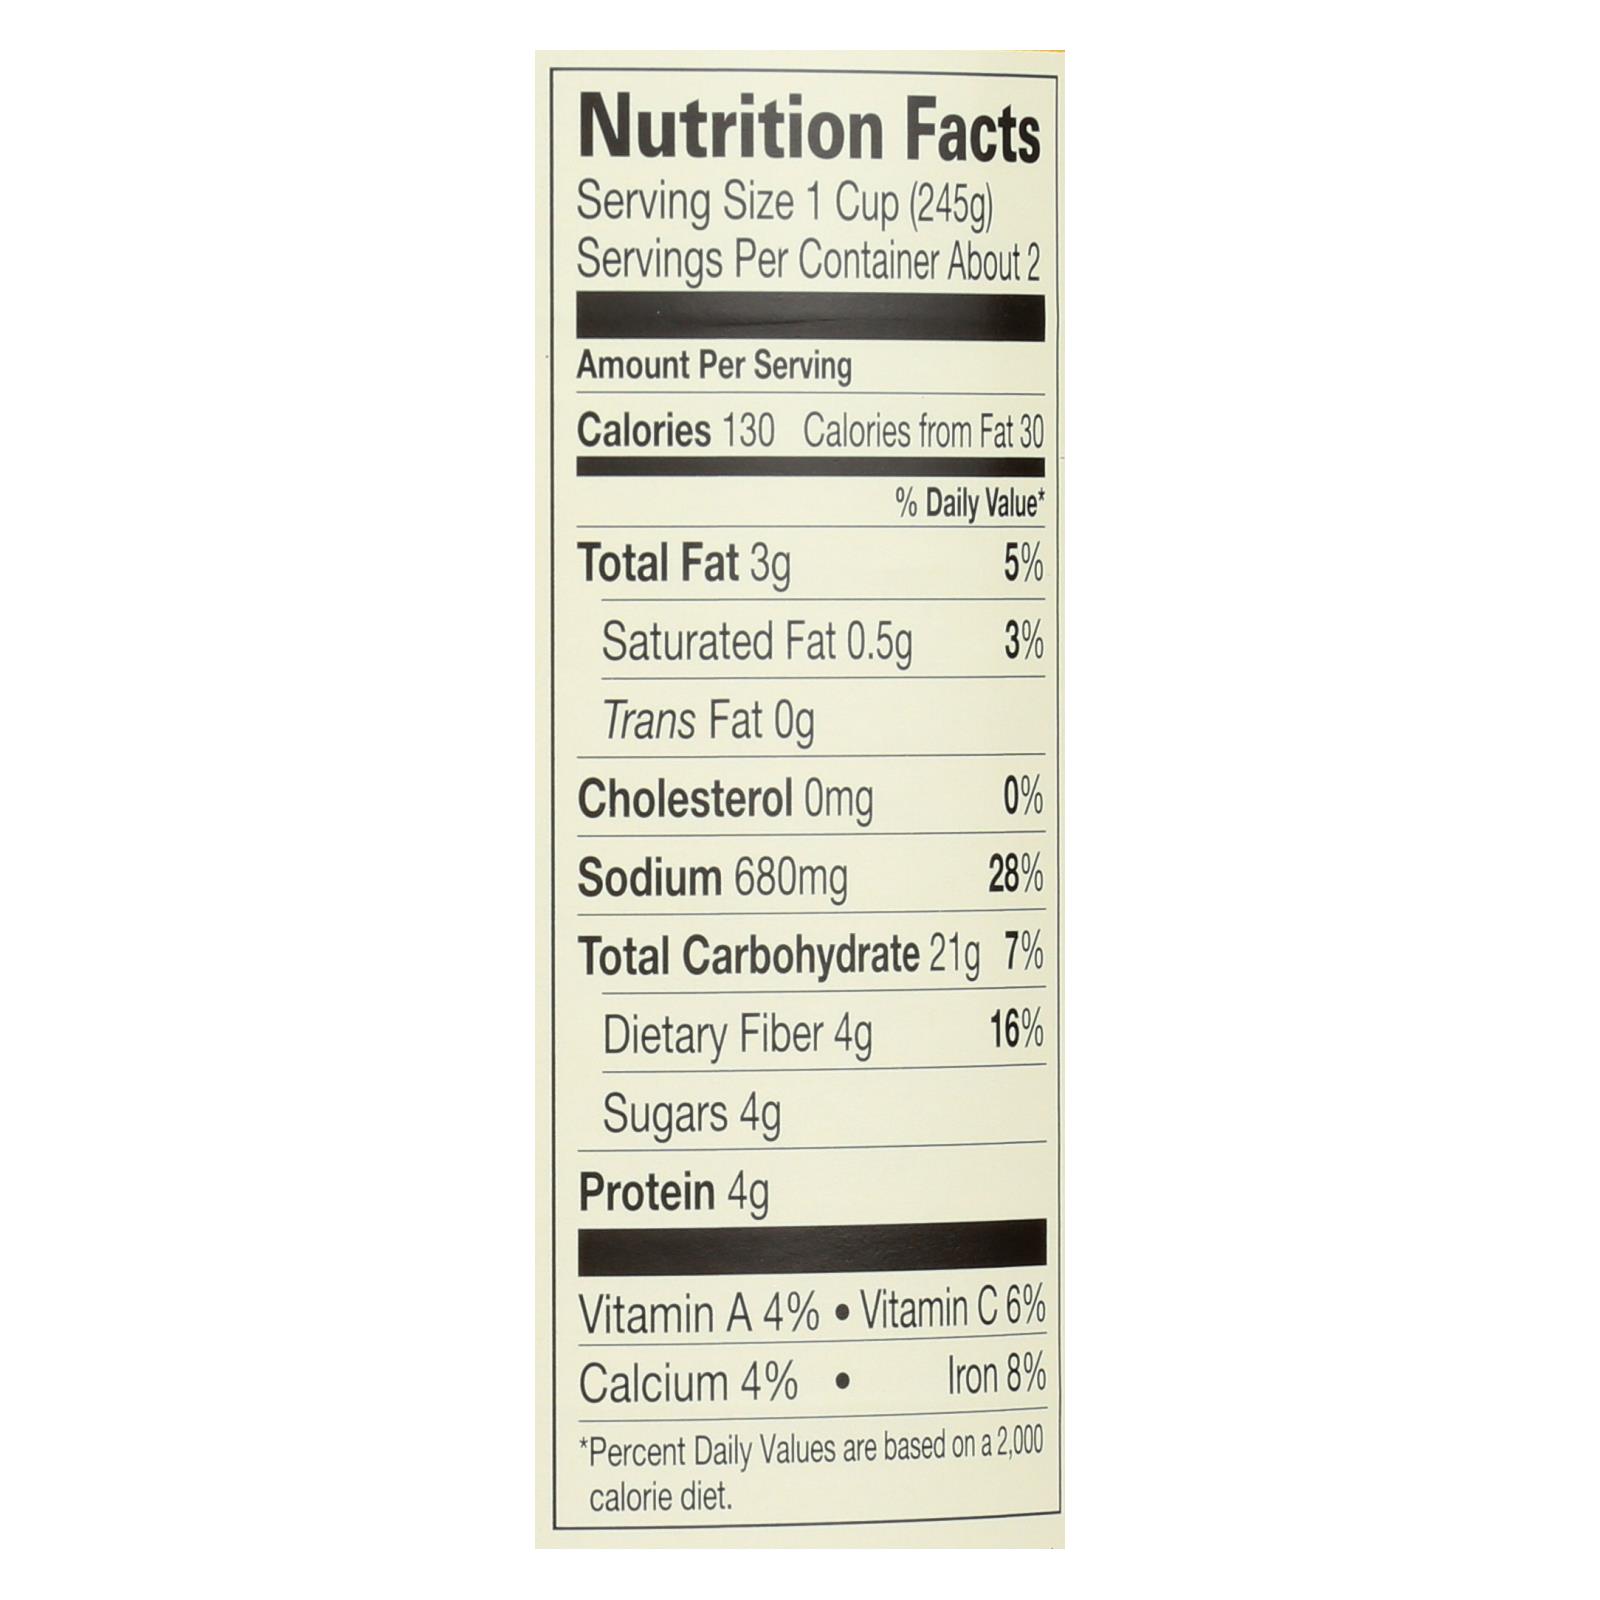 Nutrition Facts
Serving Size 1 Cup (245g)
Servings Per Container About 2
Amount Per Serving
Calories 130 Calories from Fat 30
% Daily Value*
Total Fat 3g 5%
Saturated Fat 0.5g 3%
Trans Fat 0g
Cholesterol 0mg 0%
Sodium 680mg 28%
Total Carbohydrate 21g 7%
Dietary Fiber 4g 16%
Sugars 4g
Protein 4g
Vitamin A 4% • Vitamin C 6%
Calcium 4% • Iron 8%
*Percent Daily Values are based on a 2,000
calorie diet.